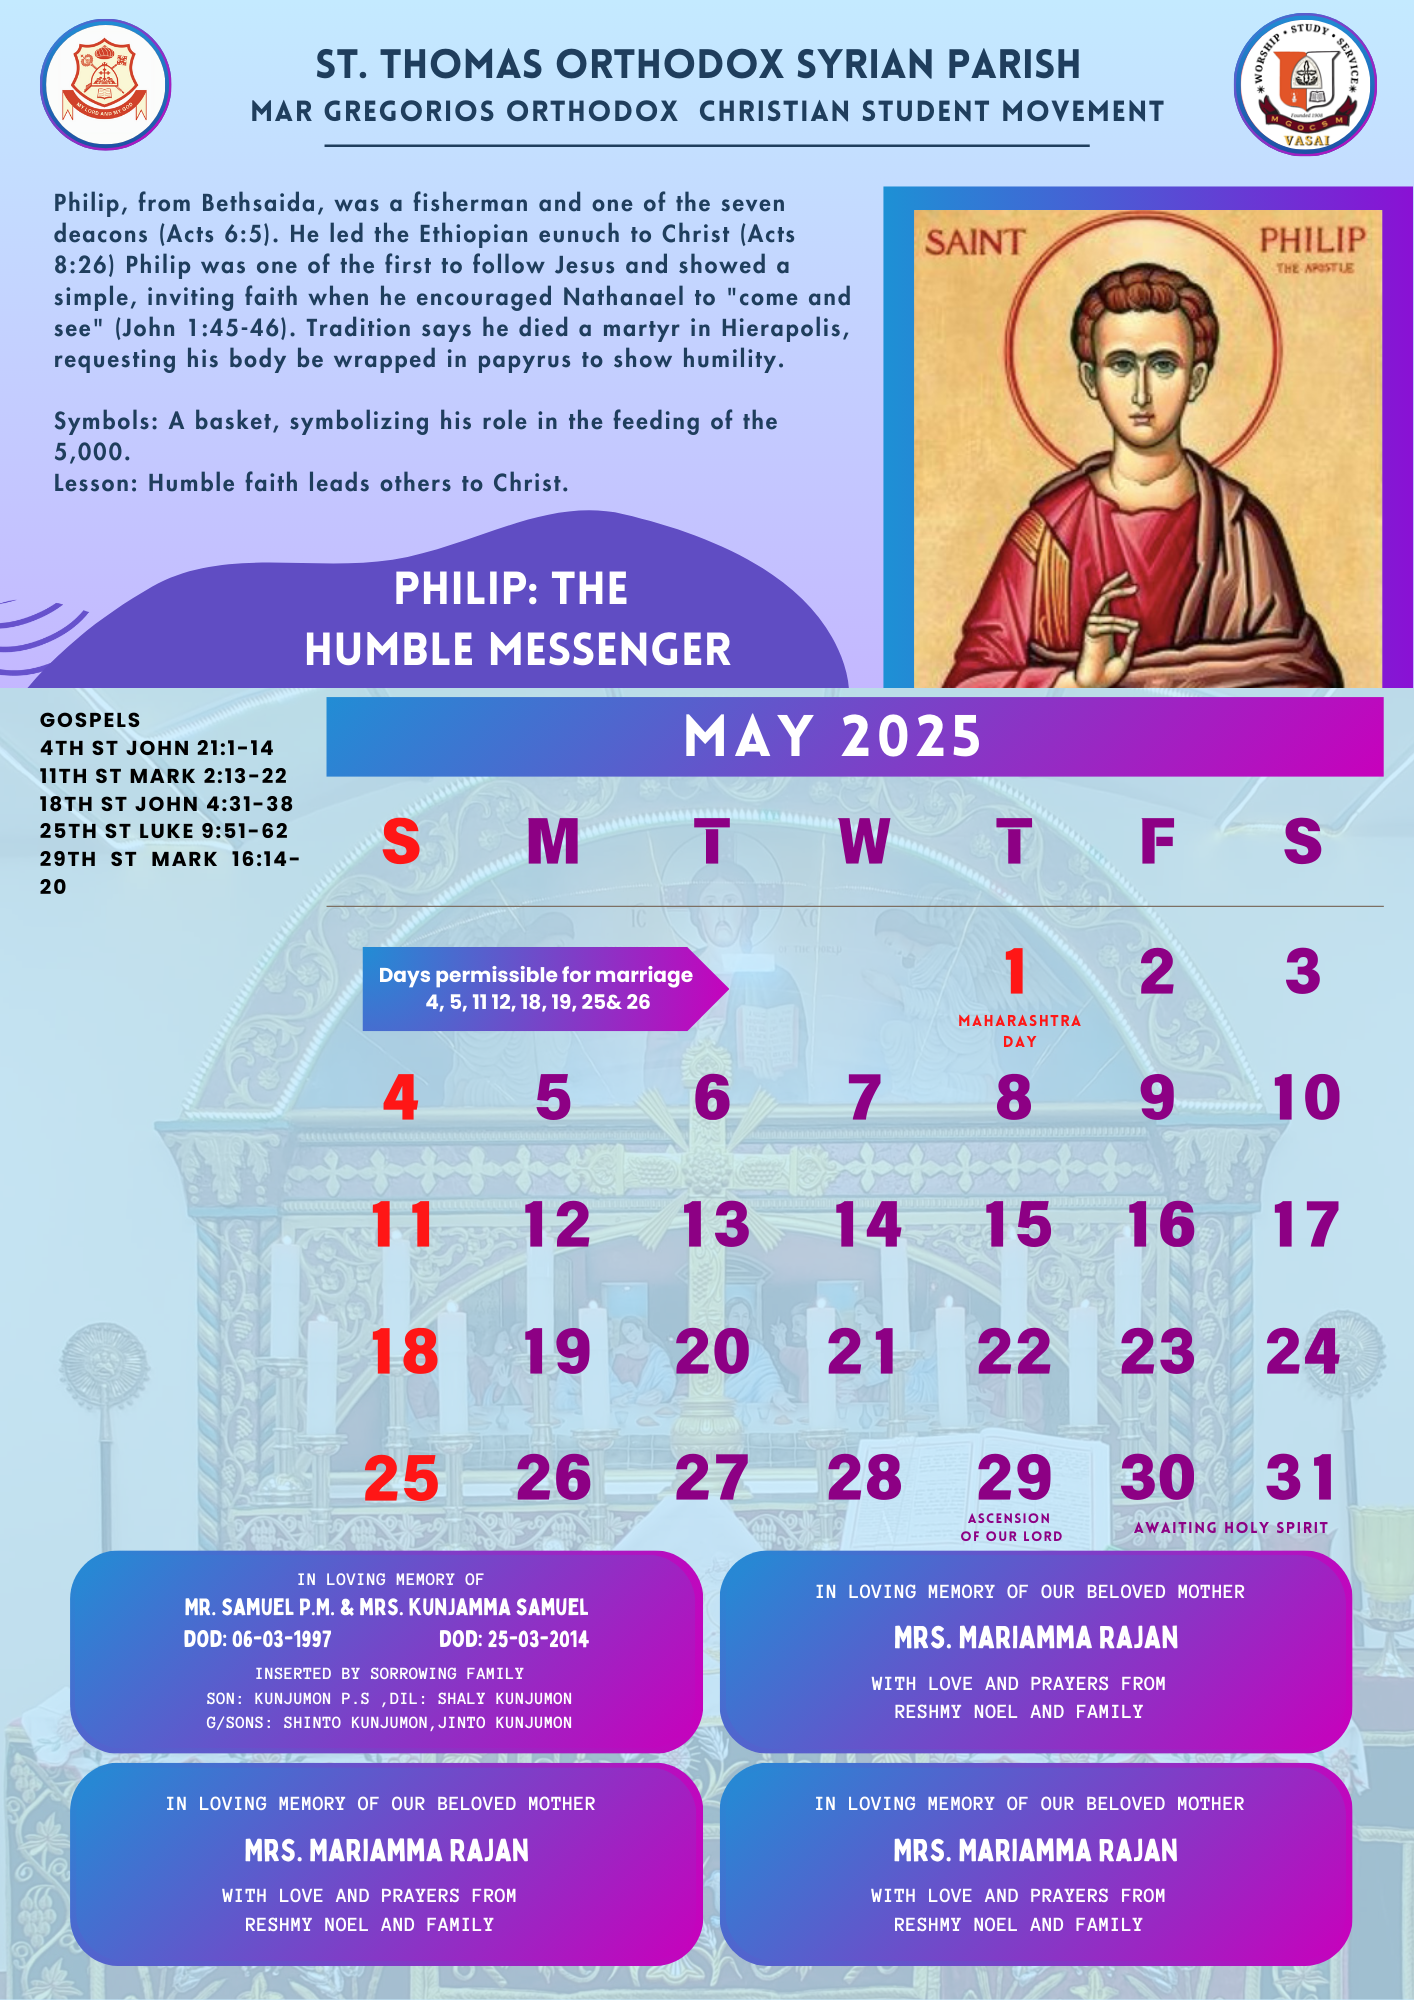 ST. THOMAS ORTHODOX SYRIAN PARISH
MAR GREGORIOS ORTHODOX CHRISTIAN STUDENT MOVEMENT
MY LORD AND MY GOD
WORSHIP • STUDY • SERVICE
Founded 1908
M G O C S M
VASAI
Philip, from Bethsaida, was a fisherman and one of the seven
deacons (Acts 6:5). He led the Ethiopian eunuch to Christ (Acts
8:26) Philip was one of the first to follow Jesus and showed a
simple, inviting faith when he encouraged Nathanael to "come and
see" (John 1:45-46). Tradition says he died a martyr in Hierapolis,
requesting his body be wrapped in papyrus to show humility.
Symbols: A basket, symbolizing his role in the feeding of the
5,000.
Lesson: Humble faith leads others to Christ.
SAINT PHILIP
THE APOSTLE
PHILIP: THE
HUMBLE MESSENGER
GOSPELS
4TH ST JOHN 21:1-14
11TH ST MARK 2:13-22
18TH ST JOHN 4:31-38
25TH ST LUKE 9:51-62
29TH ST MARK 16:14-
20
MAY 2025
S M T W T F S
IC XC
Days permissible for marriage
4, 5, 11 12, 18, 19, 25& 26
1 2 3
MAHARASHTRA
DAY
4 5 6 7 8 9 10
11 12 13 14 15 16 17
18 19 20 21 22 23 24
25 26 27 28 29 30 31
ASCENSION
OF OUR LORD
AWAITING HOLY SPIRIT
IN LOVING MEMORY OF
MR. SAMUEL P.M. & MRS. KUNJAMMA SAMUEL
DOD: 06-03-1997 DOD: 25-03-2014
INSERTED BY SORROWING FAMILY
SON: KUNJUMON P.S ,DIL: SHALY KUNJUMON
G/SONS: SHINTO KUNJUMON,JINTO KUNJUMON
IN LOVING MEMORY OF OUR BELOVED MOTHER
MRS. MARIAMMA RAJAN
WITH LOVE AND PRAYERS FROM
RESHMY NOEL AND FAMILY
IN LOVING MEMORY OF OUR BELOVED MOTHER
MRS. MARIAMMA RAJAN
WITH LOVE AND PRAYERS FROM
RESHMY NOEL AND FAMILY
IN LOVING MEMORY OF OUR BELOVED MOTHER
MRS. MARIAMMA RAJAN
WITH LOVE AND PRAYERS FROM
RESHMY NOEL AND FAMILY